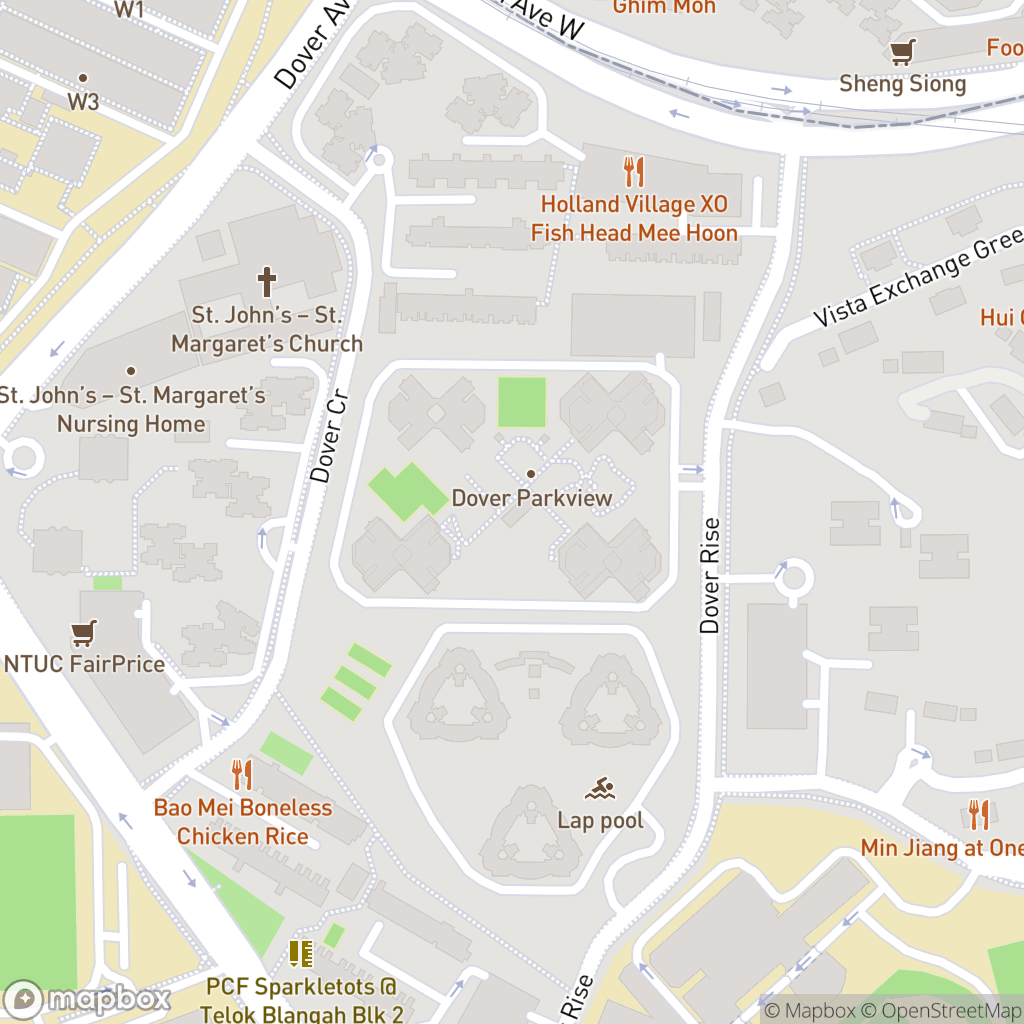 W1
Dover Av
Ave W
Ghim Moh
Foo
W3
Sheng Siong
Holland Village XO
Fish Head Mee Hoon
St. John's – St.
Margaret's Church
Vista Exchange Gree
Hui
St. John's – St. Margaret's
Nursing Home
Dover Cr
Dover Parkview
Dover Rise
NTUC FairPrice
Bao Mei Boneless
Chicken Rice
Lap pool
Min Jiang at One
PCF Sparkletots @
Telok Blangah Blk 2
Rise
mapbox
© Mapbox © OpenStreetMap